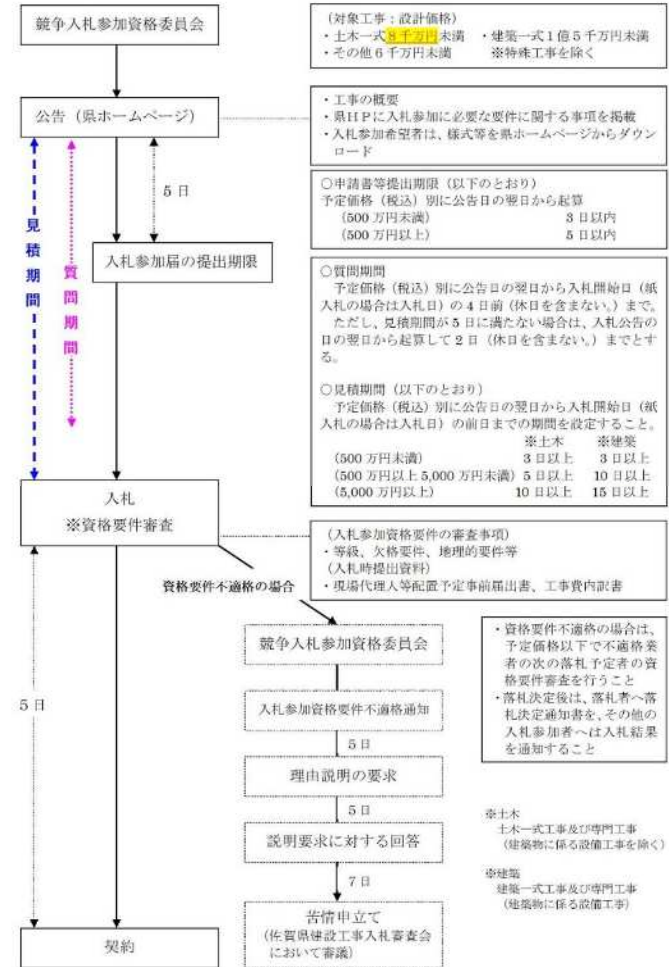 競争入札参加資格委員会
(対象工事：設計価格)
・土木一式8千万円未満 ・建築一式1億5千万円未満
・その他6千万円未満 ※特殊工事を除く
公告（県ホームページ）
・工事の概要
・県HPに入札参加に必要な要件に関する事項を掲載
・入札参加希望者は、様式等を県ホームページからダウン
ロード
5日
○申請書等提出期限（以下のとおり）
予定価格（税込）別に公告日の翌日から起算
(500万円未満) 3日以内
(500万円以上) 5日以内
見積期間
質問期間
入札参加届の提出期限
○質問期間
予定価格（税込）別に公告日の翌日から入札開始日（紙
入札の場合は入札日）の4日前（休日を含まない。）まで。
ただし、見積期間が5日に満たない場合は、入札公告の
日の翌日から起算して2日（休日を含まない。）までとす
る。
○見積期間（以下のとおり）
予定価格（税込）別に公告日の翌日から入札開始日（紙
入札の場合は入札日）の前日までの期間を設定すること。
※土木 ※建築
(500万円未満) 3日以上 3日以上
(500万円以上5,000万円未満) 5日以上 10日以上
(5,000万円以上) 10日以上 15日以上
入札
※資格要件審査
(入札参加資格要件の審査事項)
・等級、欠格要件、地理的要件等
(入札時提出資料)
・現場代理人等配置予定事前届出書、工事費内訳書
資格要件不適格の場合
競争入札参加資格委員会
・資格要件不適格の場合は、
予定価格以下で不適格業
者の次の落札予定者の資
格要件審査を行うこと
・落札決定後は、落札者へ落
札決定通知書を、その他の
入札参加者へは入札結果
を通知すること
5日
入札参加資格要件不適格通知
5日
理由説明の要求
5日
説明要求に対する回答
7日
※土木
土木一式工事及び専門工事
(建築物に係る設備工事を除く)
※建築
建築一式工事及び専門工事
(建築物に係る設備工事)
苦情申立て
(佐賀県建設工事入札審査会
において審議)
契約